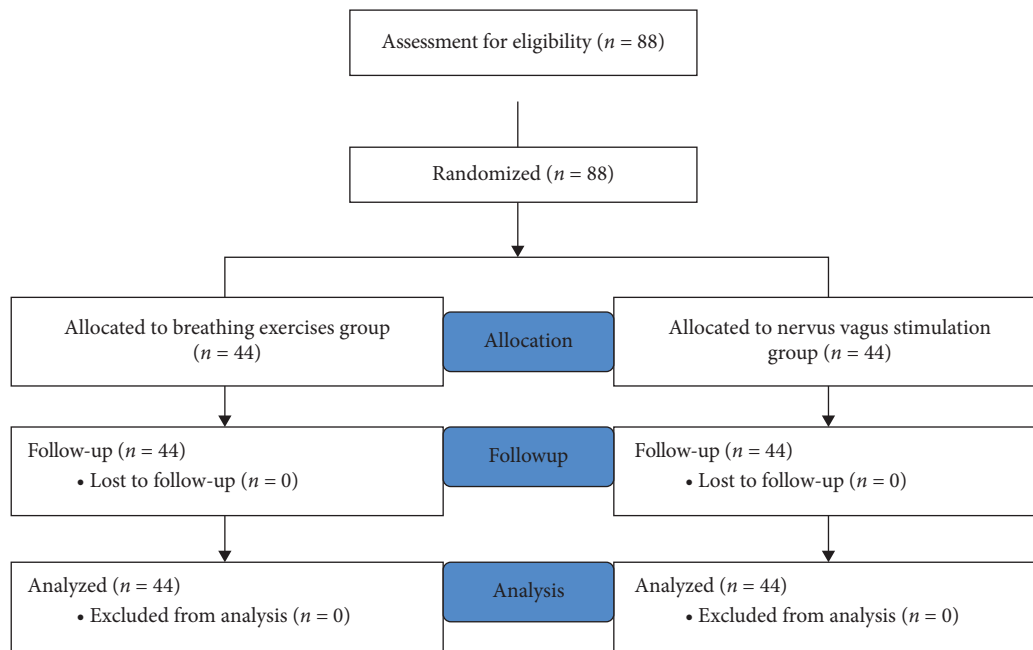 Assessment for eligibility (n = 88)
Randomized (n = 88)
Allocated to breathing exercises group
(n = 44)
Allocation
Allocated to nervus vagus stimulation
group (n = 44)
Follow-up (n = 44)
• Lost to follow-up (n = 0)
Followup
Follow-up (n = 44)
• Lost to follow-up (n = 0)
Analyzed (n = 44)
• Excluded from analysis (n = 0)
Analysis
Analyzed (n = 44)
• Excluded from analysis (n = 0)